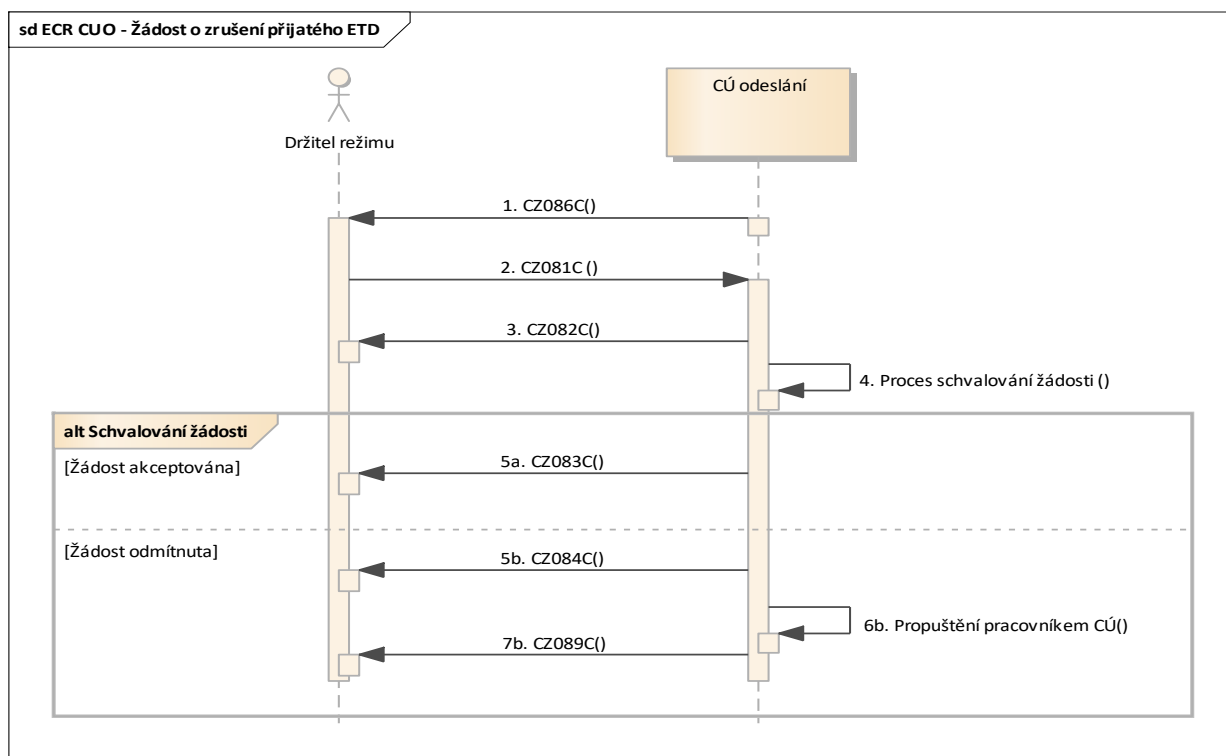 sd ECR CUO - Žádost o zrušení přijatého ETD
CÚ odeslání
Držitel režimu
1. CZ086C()
2. CZ081C ()
3. CZ082C()
4. Proces schvalování žádosti ()
alt Schvalování žádosti
[Žádost akceptována]
5a. CZ083C()
[Žádost odmítnuta]
5b. CZ084C()
6b. Propuštění pracovníkem CÚ()
7b. CZ089C()